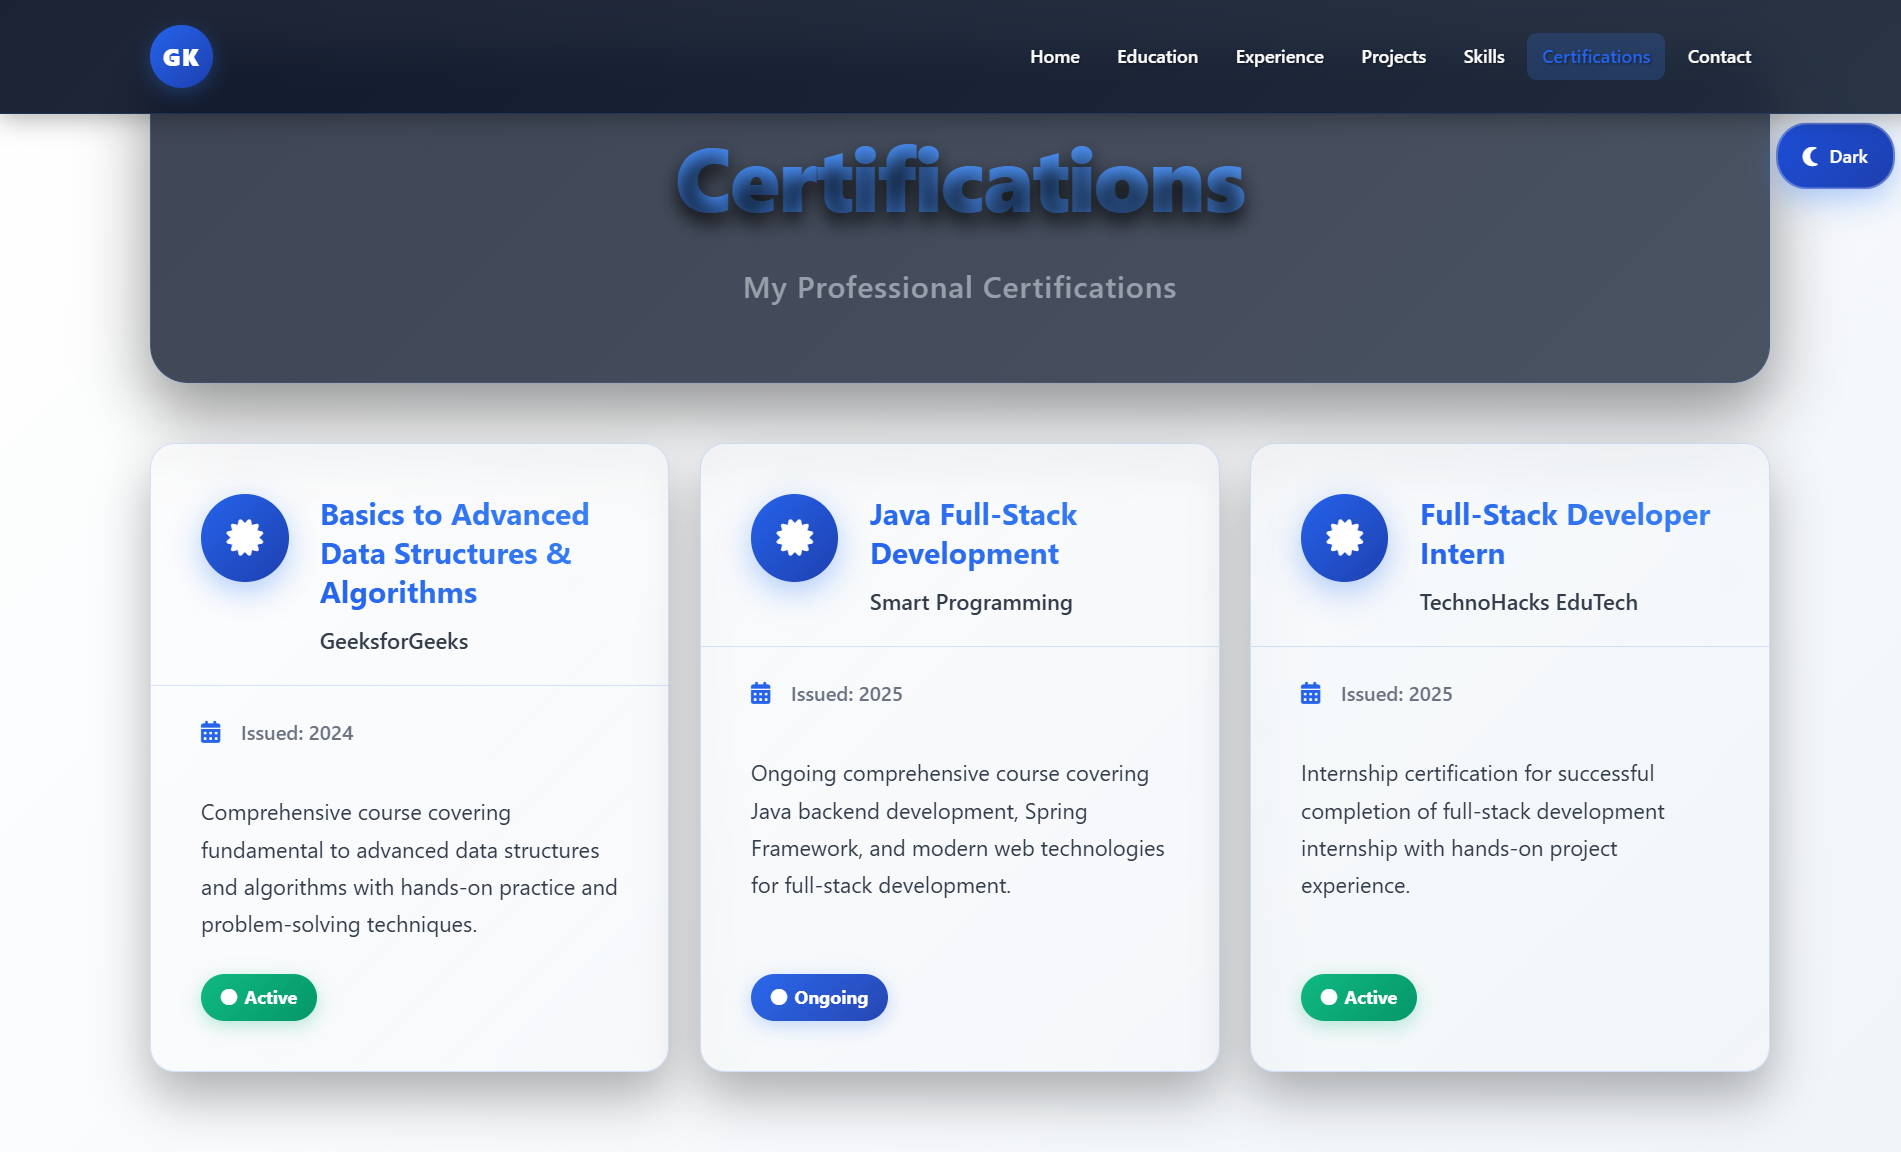 GK
Home Education Experience Projects Skills Certifications Contact
Dark
Certifications
My Professional Certifications
Basics to Advanced
Data Structures &
Algorithms
GeeksforGeeks
Issued: 2024
Comprehensive course covering
fundamental to advanced data structures
and algorithms with hands-on practice and
problem-solving techniques.
Active
Java Full-Stack
Development
Smart Programming
Issued: 2025
Ongoing comprehensive course covering
Java backend development, Spring
Framework, and modern web technologies
for full-stack development.
Ongoing
Full-Stack Developer
Intern
TechnoHacks EduTech
Issued: 2025
Internship certification for successful
completion of full-stack development
internship with hands-on project
experience.
Active